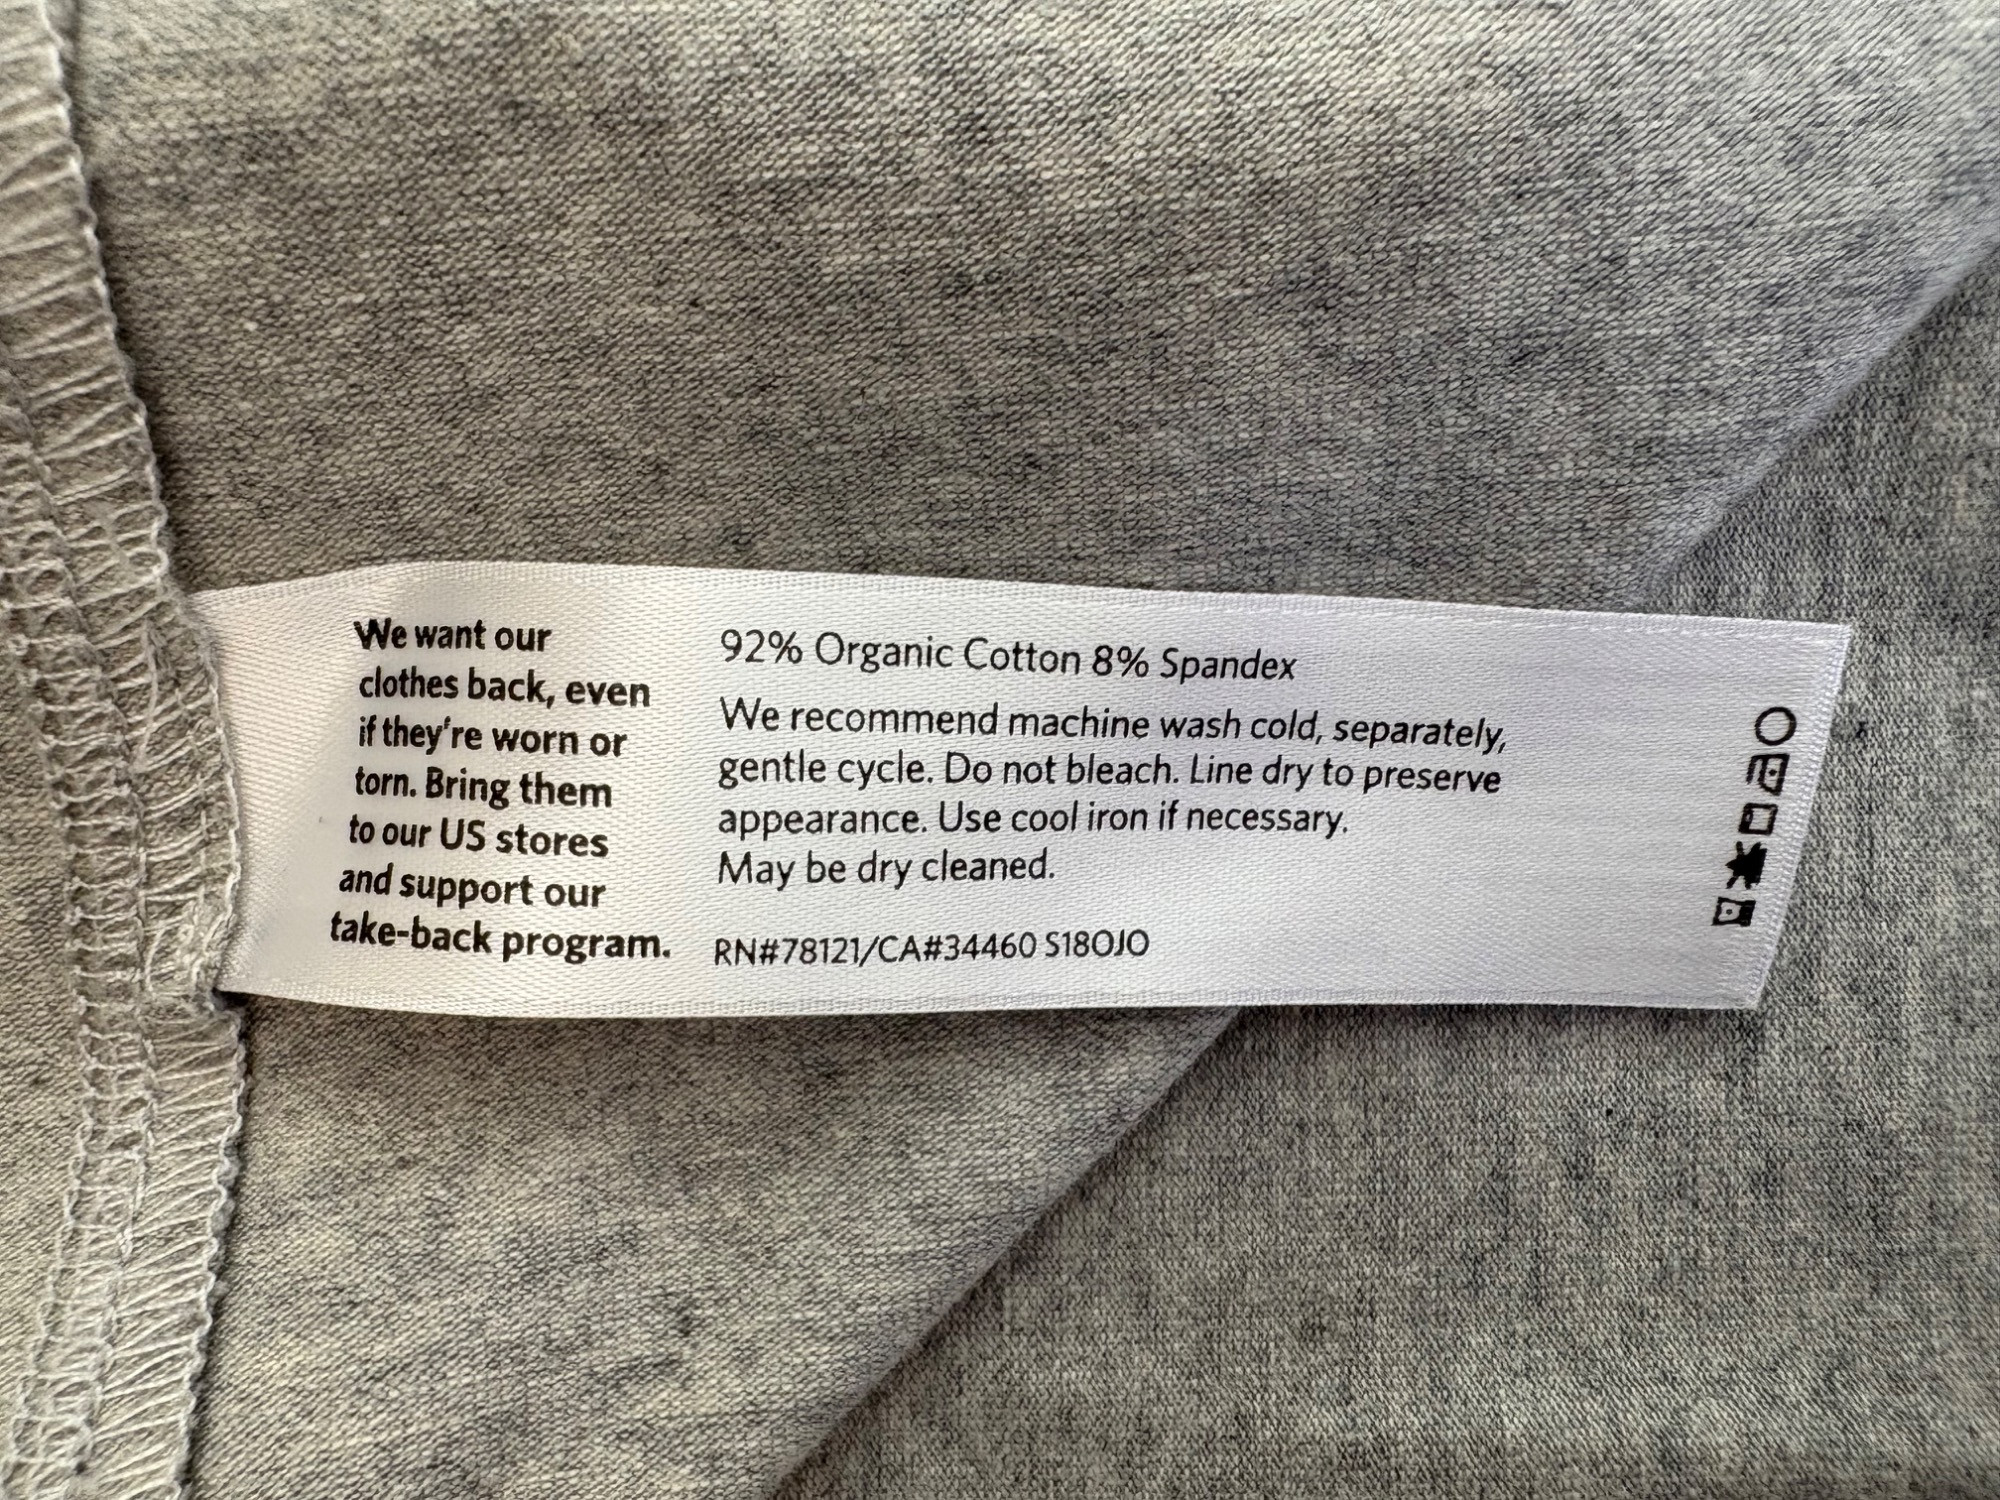 We want our
clothes back, even
if they're worn or
torn. Bring them
to our US stores
and support our
take-back program.
92% Organic Cotton 8% Spandex
We recommend machine wash cold, separately,
gentle cycle. Do not bleach. Line dry to preserve
appearance. Use cool iron if necessary.
May be dry cleaned.
RN#78121/CA#34460 S18OJO